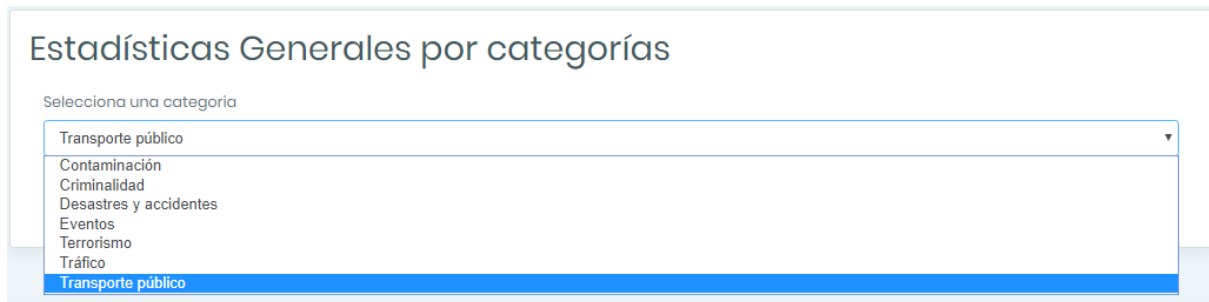 Estadísticas Generales por categorías
Selecciona una categoria
Transporte público
Contaminación
Criminalidad
Desastres y accidentes
Eventos
Terrorismo
Tráfico
Transporte público